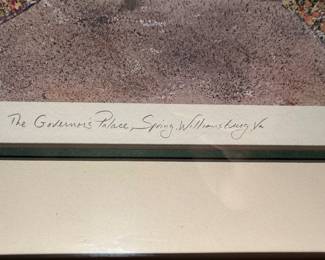 The Governor's Palace, Spring. Williamsburg, Va